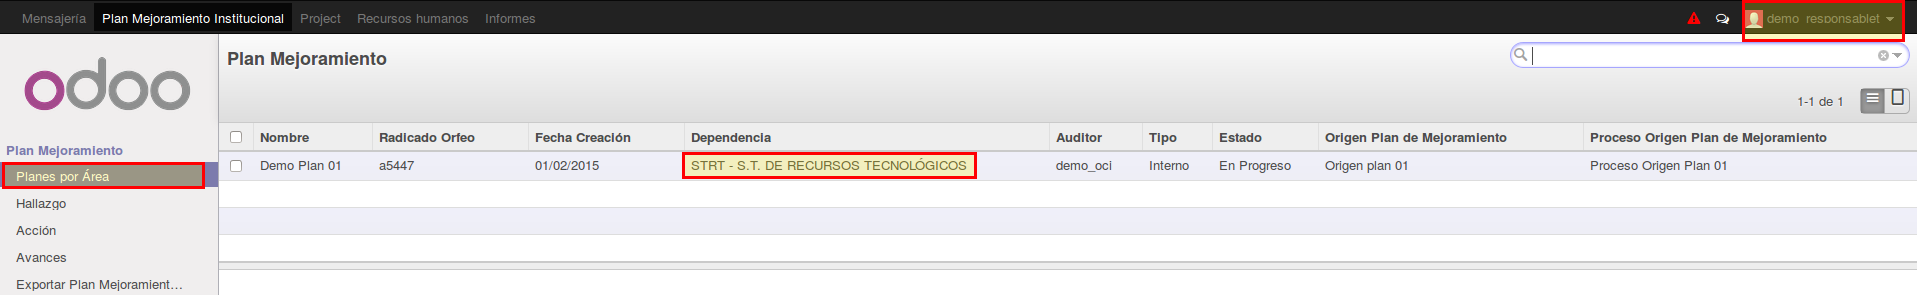 Mensajería Plan Mejoramiento Institucional Project Recursos humanos Informes demo_responsablet
odoo
Plan Mejoramiento
1-1 de 1
Nombre Radicado Orfeo Fecha Creación Dependencia Auditor Tipo Estado Origen Plan de Mejoramiento Proceso Origen Plan de Mejoramiento
Demo Plan 01 a5447 01/02/2015 STRT - S.T. DE RECURSOS TECNOLÓGICOS demo_oci Interno En Progreso Origen plan 01 Proceso Origen Plan 01
Plan Mejoramiento
Planes por Área
Hallazgo
Acción
Avances
Exportar Plan Mejoramient…